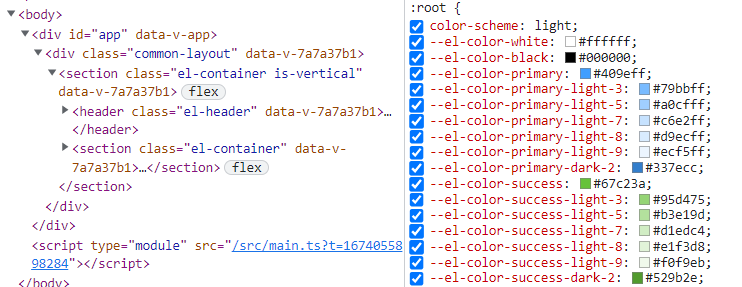 <body>
<div id="app" data-v-app>
<div class="common-layout" data-v-7a7a37b1>
<section class="el-container is-vertical"
data-v-7a7a37b1> flex
<header class="el-header" data-v-7a7a37b1>…
</header>
<section class="el-container" data-v-
7a7a37b1>…</section> flex
</section>
</div>
</div>
<script type="module" src="/src/main.ts?t=16740558
98284"></script>
</body>
:root {
color-scheme: light;
--el-color-white: #ffffff;
--el-color-black: #000000;
--el-color-primary: #409eff;
--el-color-primary-light-3: #79bbff;
--el-color-primary-light-5: #a0cfff;
--el-color-primary-light-7: #c6e2ff;
--el-color-primary-light-8: #d9ecff;
--el-color-primary-light-9: #ecf5ff;
--el-color-primary-dark-2: #337ecc;
--el-color-success: #67c23a;
--el-color-success-light-3: #95d475;
--el-color-success-light-5: #b3e19d;
--el-color-success-light-7: #d1edc4;
--el-color-success-light-8: #e1f3d8;
--el-color-success-light-9: #f0f9eb;
--el-color-success-dark-2: #529b2e;